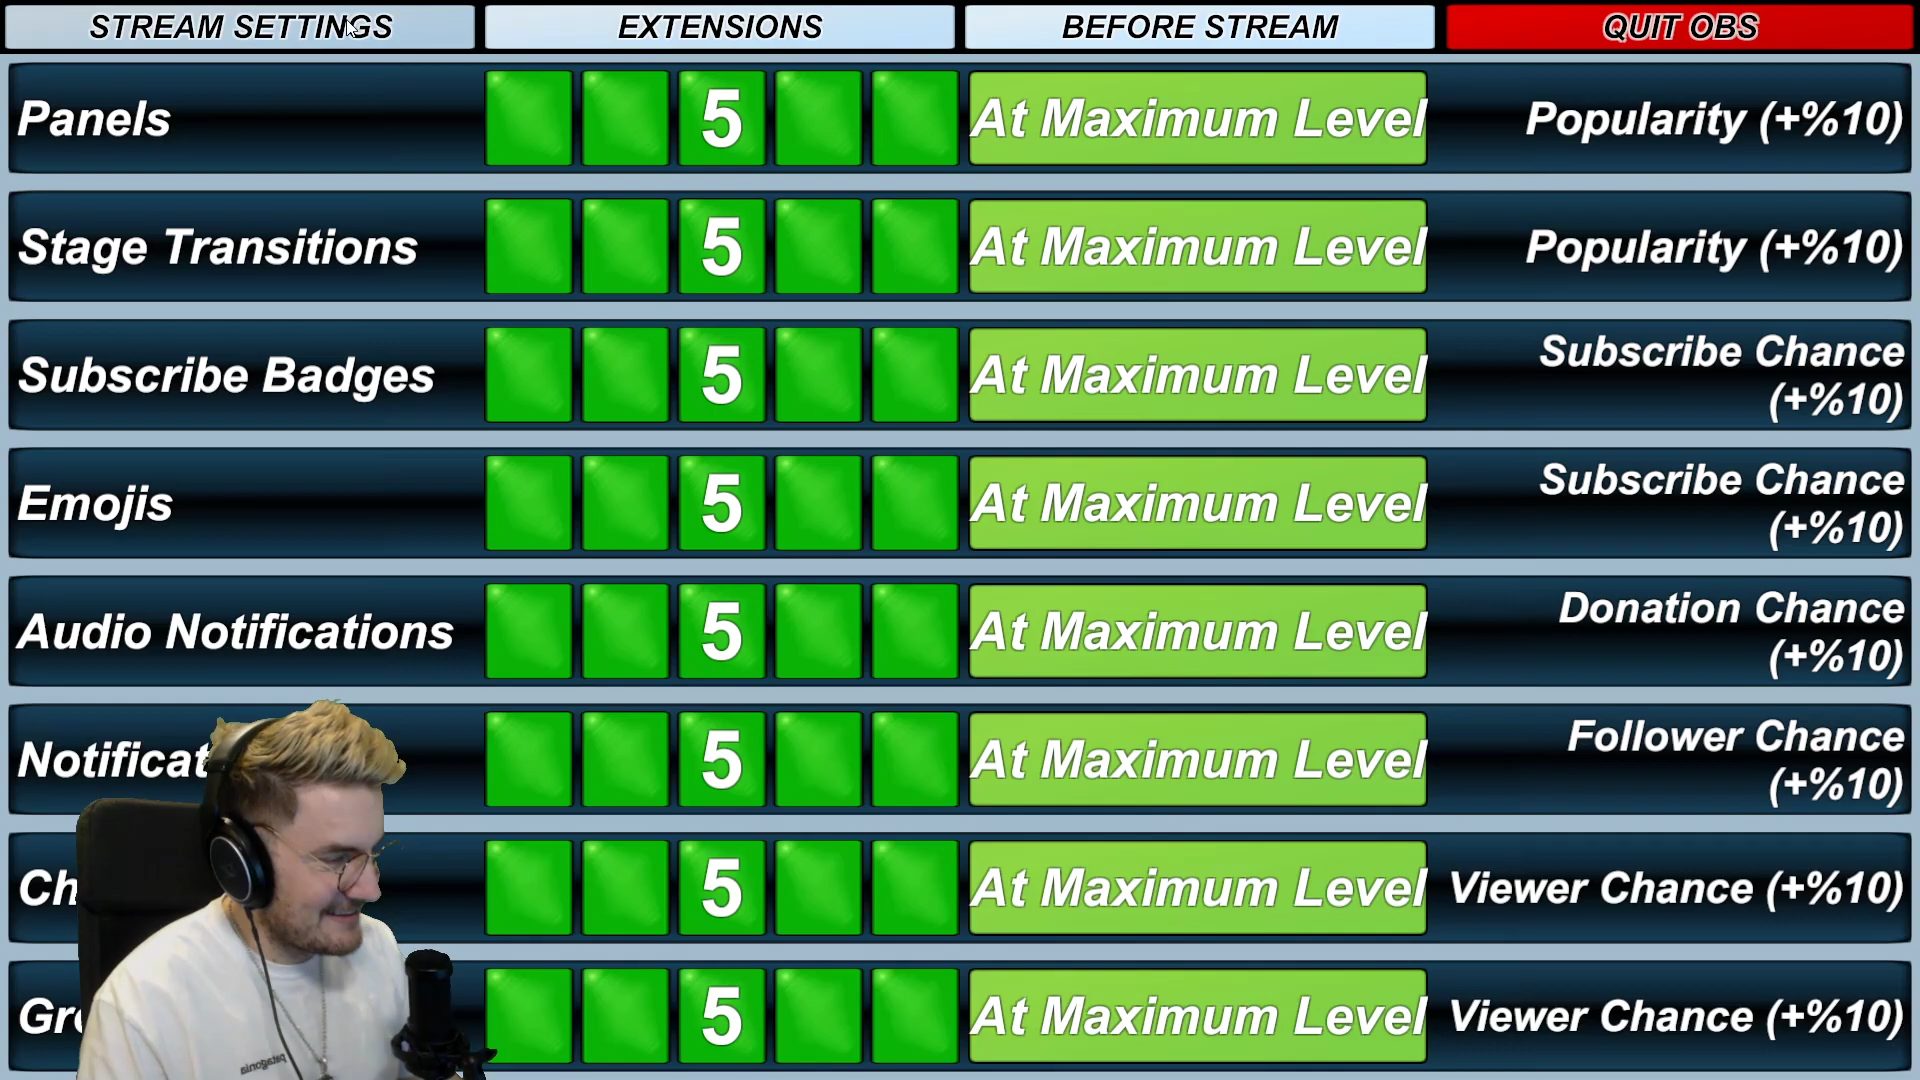 STREAM SETTINGS
EXTENSIONS
BEFORE STREAM
QUIT OBS
Panels
5
At Maximum Level
Popularity (+%10)
Stage Transitions
5
At Maximum Level
Popularity (+%10)
Subscribe Badges
5
At Maximum Level
Subscribe Chance
(+%10)
Emojis
5
At Maximum Level
Subscribe Chance
(+%10)
Audio Notifications
5
At Maximum Level
Donation Chance
(+%10)
5
At Maximum Level
Follower Chance
(+%10)
5
At Maximum Level
Viewer Chance (+%10)
5
At Maximum Level
Viewer Chance (+%10)
patagonia